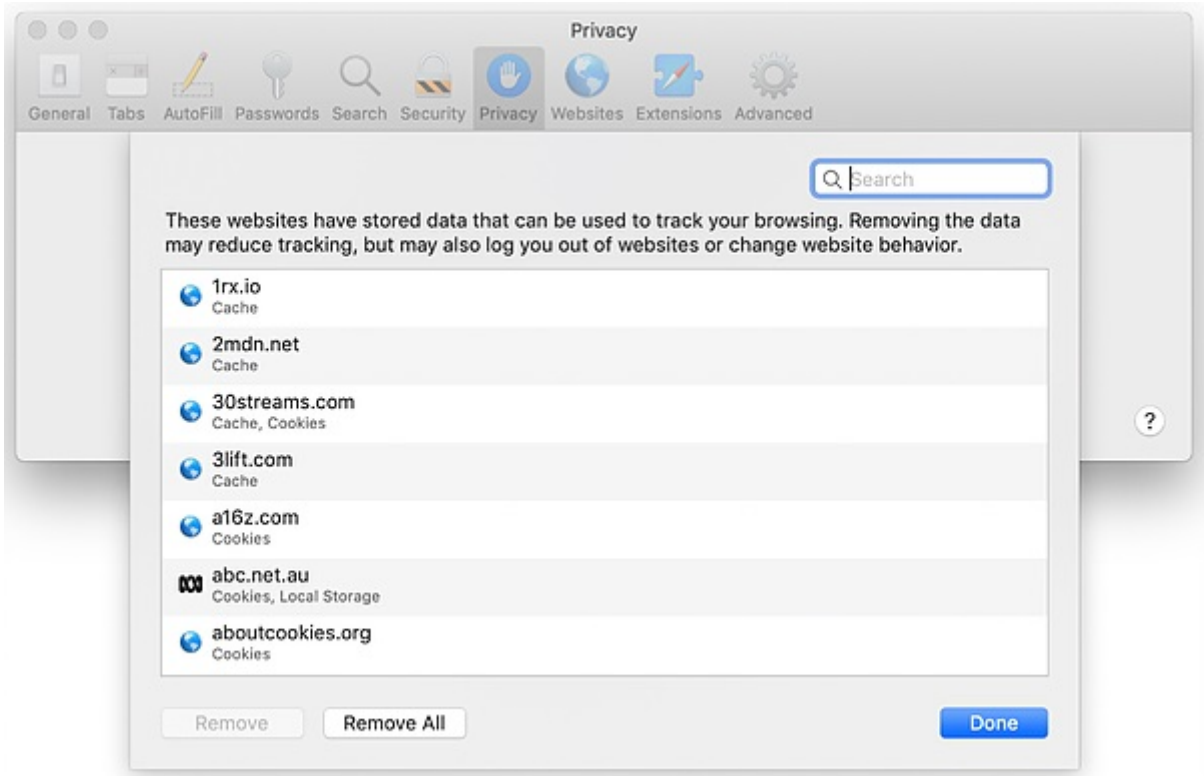 Privacy
General Tabs AutoFill Passwords Search Security Privacy Websites Extensions Advanced
Search
These websites have stored data that can be used to track your browsing. Removing the data
may reduce tracking, but may also log you out of websites or change website behavior.
1rx.io
Cache
2mdn.net
Cache
30streams.com
Cache, Cookies
?
3lift.com
Cache
a16z.com
Cookies
abc.net.au
Cookies, Local Storage
aboutcookies.org
Cookies
Remove Remove All Done